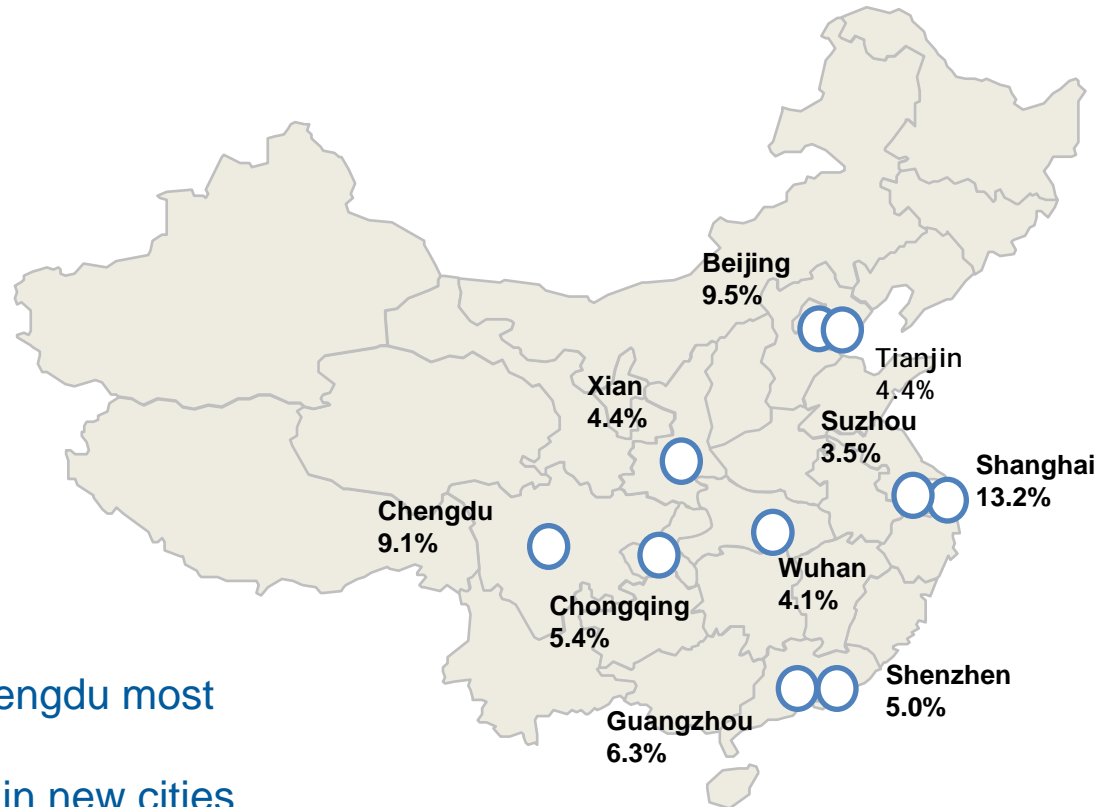 Beijing
9.5%
Tianjin
4.4%
Xian
4.4%
Suzhou
3.5%
Shanghai
13.2%
Chengdu
9.1%
Wuhan
4.1%
Chongqing
5.4%
Shenzhen
5.0%
Guangzhou
6.3%
engdu most
in new cities